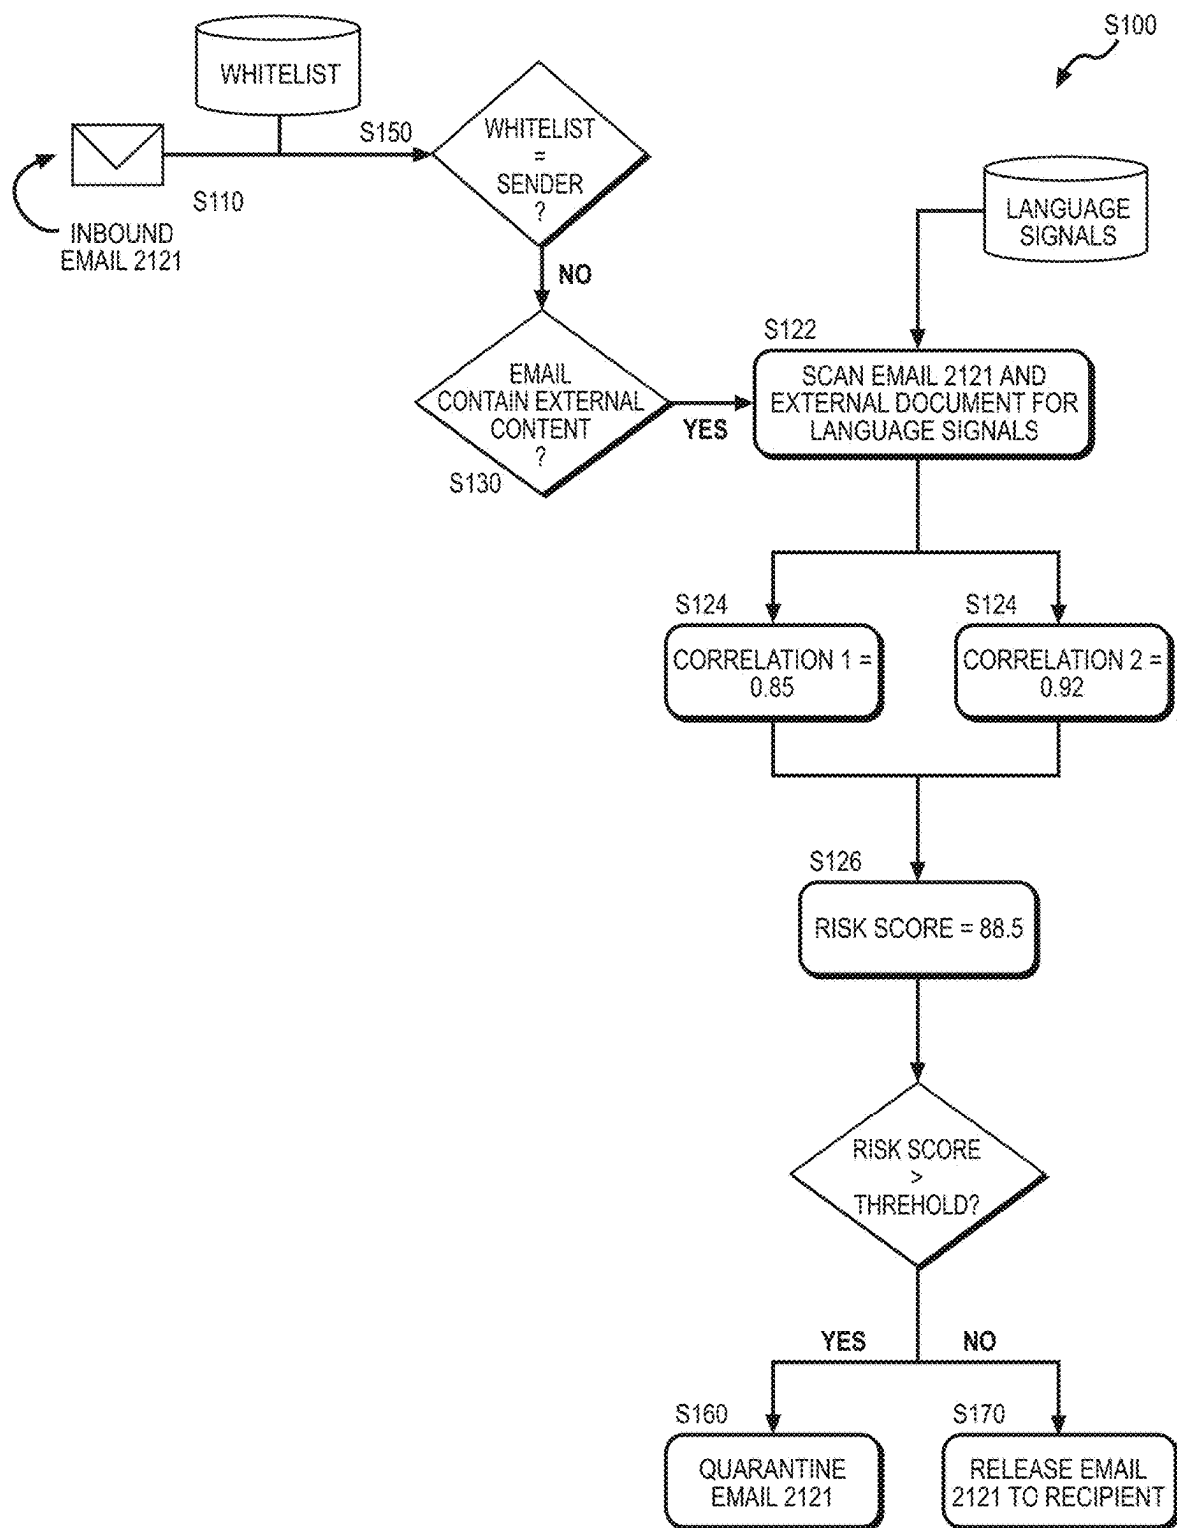 S100
WHITELIST
S150
WHITELIST
=
SENDER
?
S110
INBOUND
EMAIL 2121
LANGUAGE
SIGNALS
NO
S122
EMAIL
CONTAIN EXTERNAL
CONTENT
?
YES
S130
SCAN EMAIL 2121 AND
EXTERNAL DOCUMENT FOR
LANGUAGE SIGNALS
S124
CORRELATION 1 =
0.85
S124
CORRELATION 2 =
0.92
S126
RISK SCORE = 88.5
RISK SCORE
>
THREHOLD?
YES
NO
S160
QUARANTINE
EMAIL 2121
S170
RELEASE EMAIL
2121 TO RECIPIENT